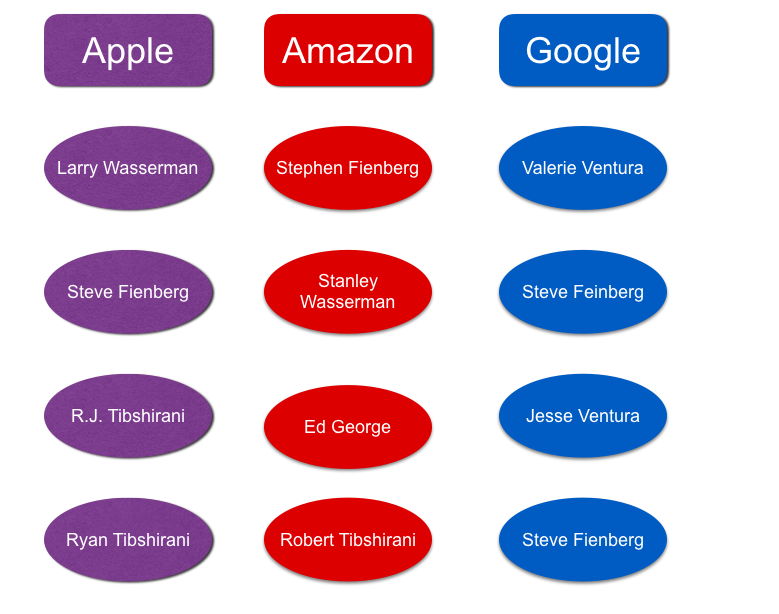 Apple
Amazon
Google
Larry Wasserman
Stephen Fienberg
Valerie Ventura
Steve Fienberg
Stanley
Wasserman
Steve Feinberg
R.J. Tibshirani
Ed George
Jesse Ventura
Ryan Tibshirani
Robert Tibshirani
Steve Fienberg